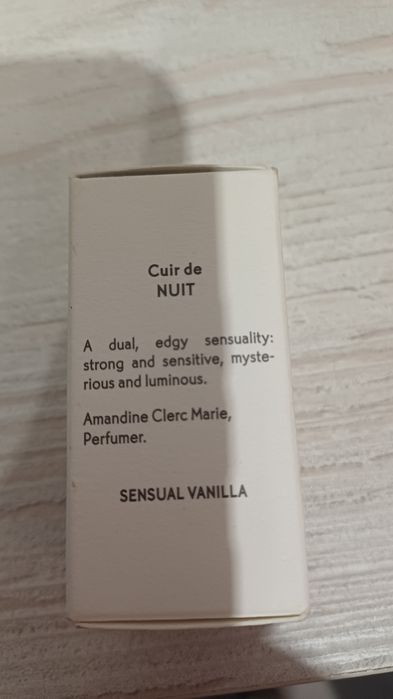 Cuir de
NUIT
A dual, edgy sensuality:
strong and sensitive, myste-
rious and luminous.
Amandine Clerc Marie,
Perfumer.
SENSUAL VANILLA